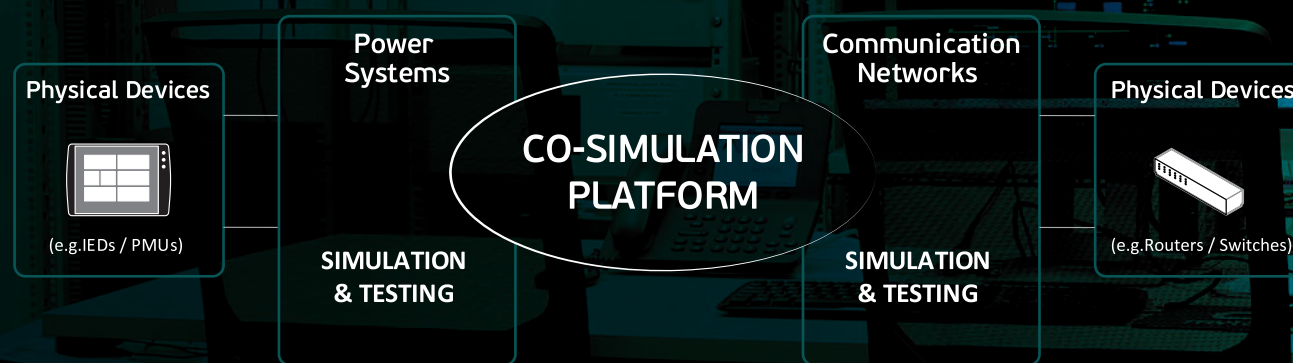 Physical Devices
(e.g.IEDs / PMUs)
Power
Systems
SIMULATION
& TESTING
CO-SIMULATION
PLATFORM
Communication
Networks
SIMULATION
& TESTING
Physical Devices
(e.g.Routers / Switches)